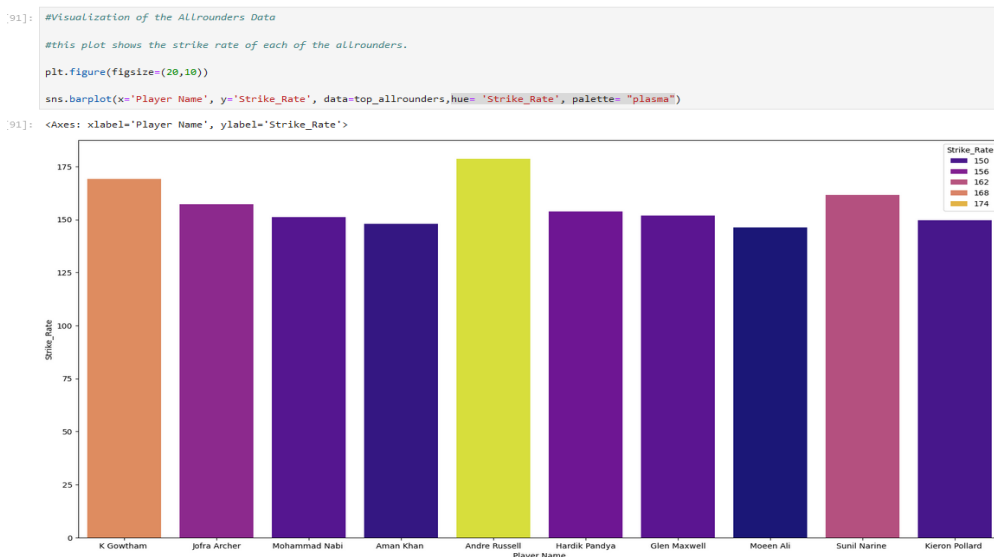 [91]: #Visualization of the Allrounders Data
#this plot shows the strike rate of each of the allrounders.
plt.figure(figsize=(20,10))
sns.barplot(x='Player Name', y='Strike_Rate', data=top_allrounders,hue= 'Strike_Rate', palette= "plasma")
[91]: <Axes: xlabel='Player Name', ylabel='Strike_Rate'>
Strike_Rate
150
156
162
168
174
175
150
125
100
75
50
25
0
Strike_Rate
K Gowtham Jofra Archer Mohammad Nabi Aman Khan Andre Russell Hardik Pandya Glen Maxwell Moeen Ali Sunil Narine Kieron Pollard
Player Name